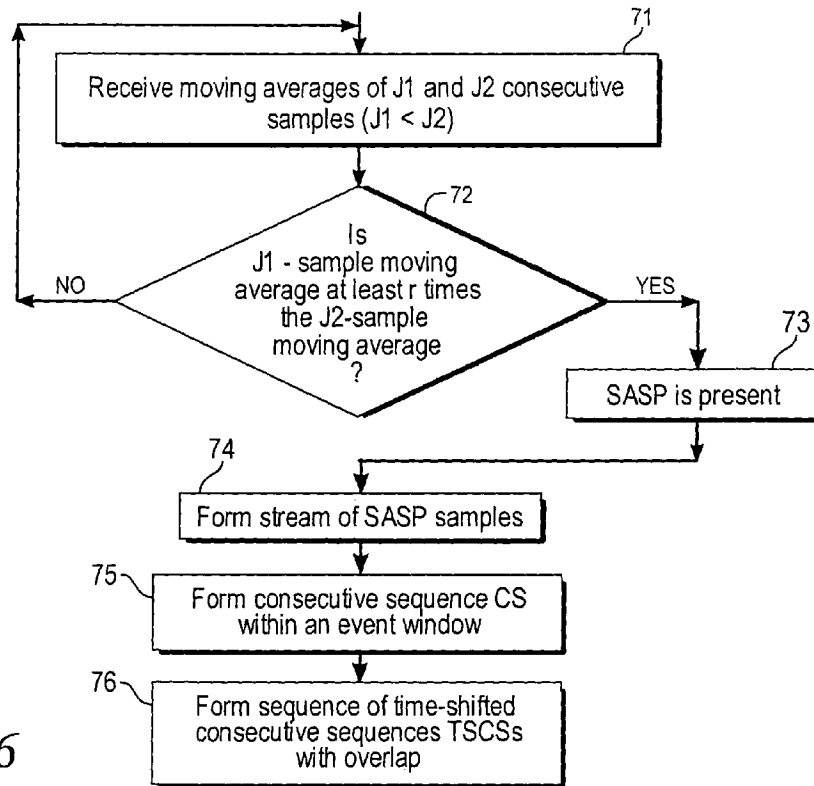 71
Receive moving averages of J1 and J2 consecutive
samples (J1 < J2)
72
Is
J1 - sample moving
average at least r times
the J2-sample
moving average
?
NO
YES
73
SASP is present
74
Form stream of SASP samples
75
Form consecutive sequence CS
within an event window
76
Form sequence of time-shifted
consecutive sequences TSCSs
with overlap
6